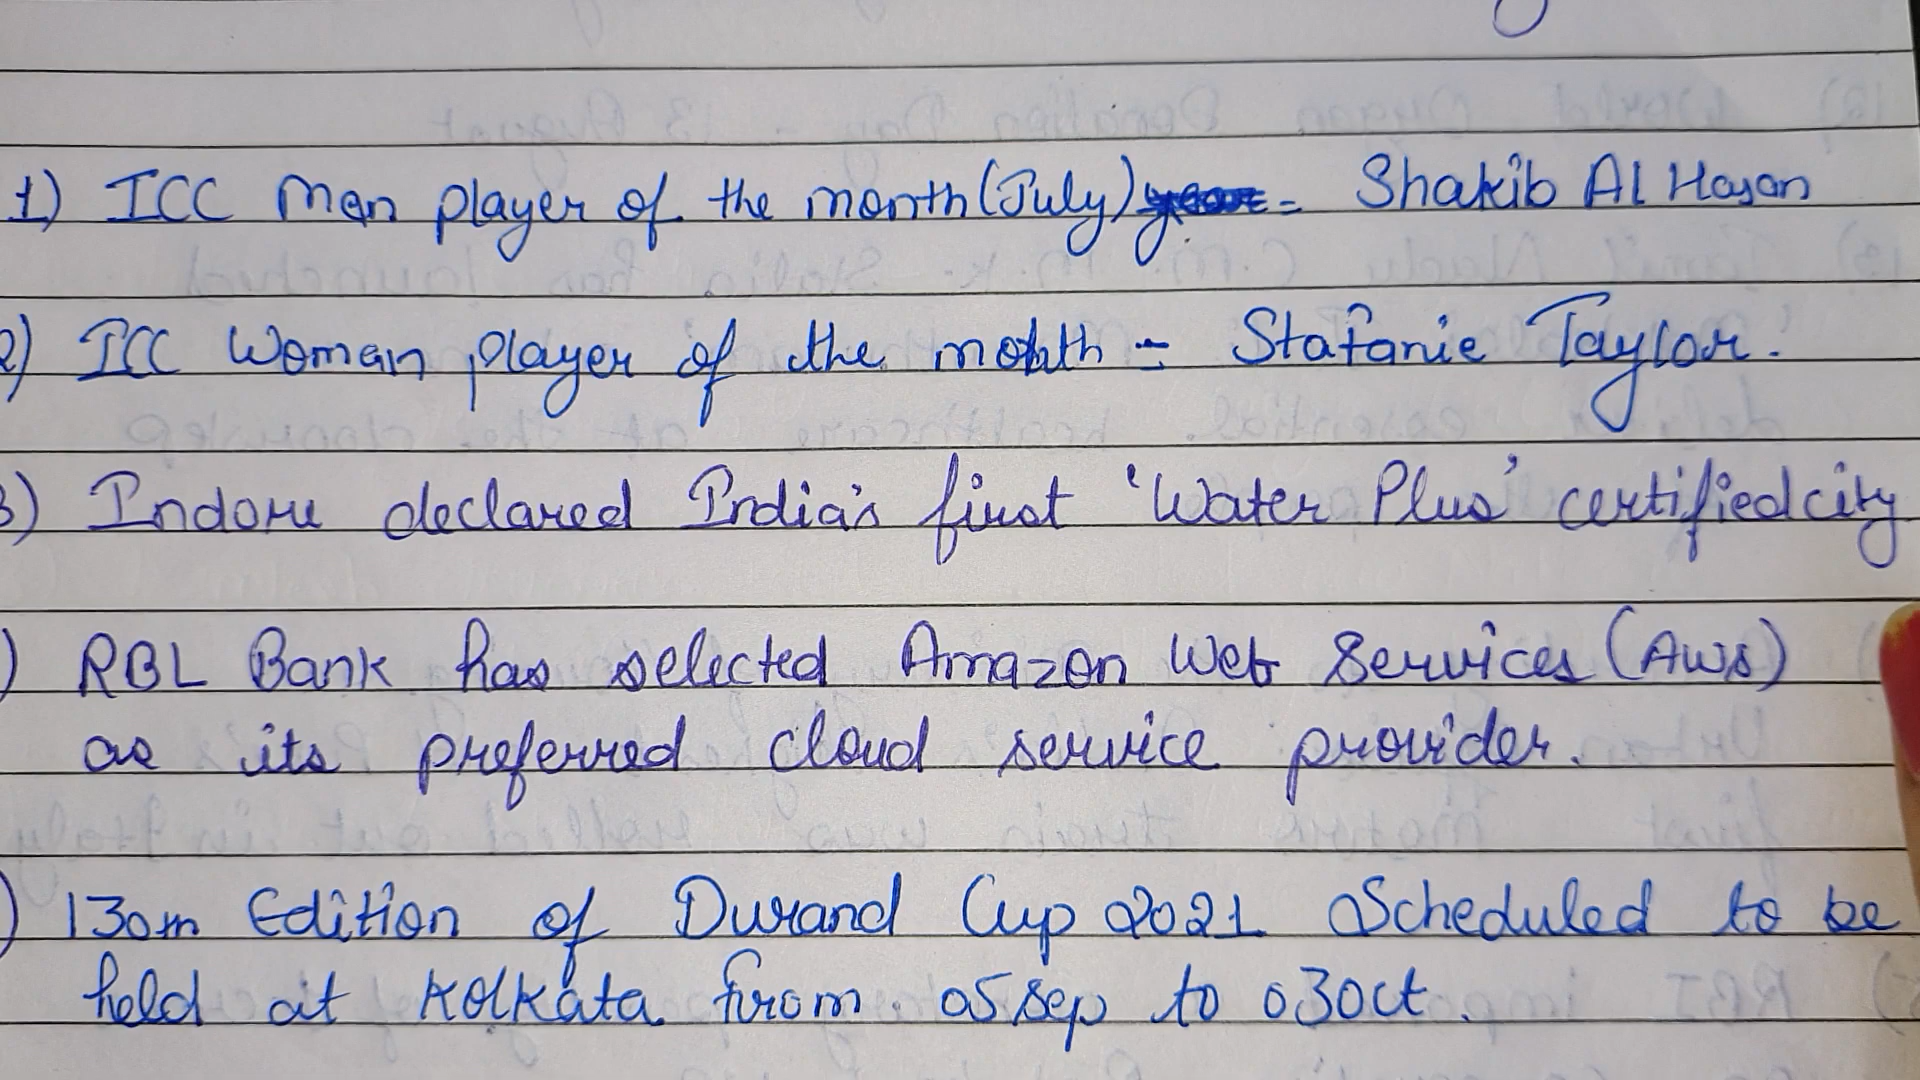 1) ICC Men player of the month (July) = Shakib Al Hasan
2) ICC Woman player of the month - Stafanie Taylor.
3) Indore declared India's first 'Water Plus' certified city
) RBL Bank has selected Amazon Web Services (AWS)
as its preferred cloud service provider.
) 130th Edition of Durand Cup 2021 Scheduled to be
held at Kolkata from 05 Sep to 03 Oct.